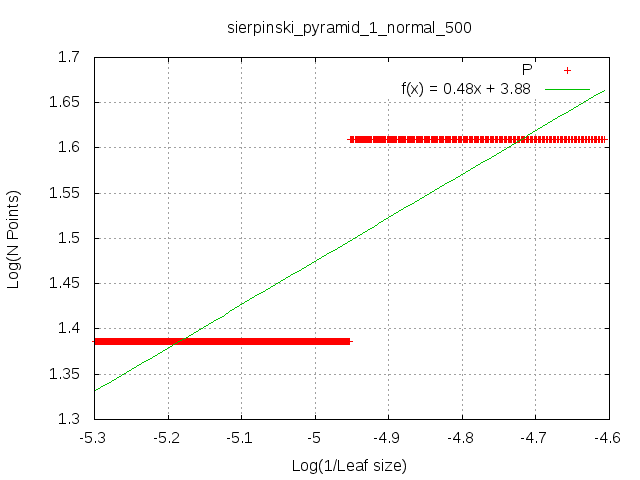 sierpinski_pyramid_1_normal_500
1.7
1.65
1.6
1.55
1.5
1.45
1.4
1.35
1.3
-5.3 -5.2 -5.1 -5 -4.9 -4.8 -4.7 -4.6
Log(N Points)
Log(1/Leaf size)
P
f(x) = 0.48x + 3.88